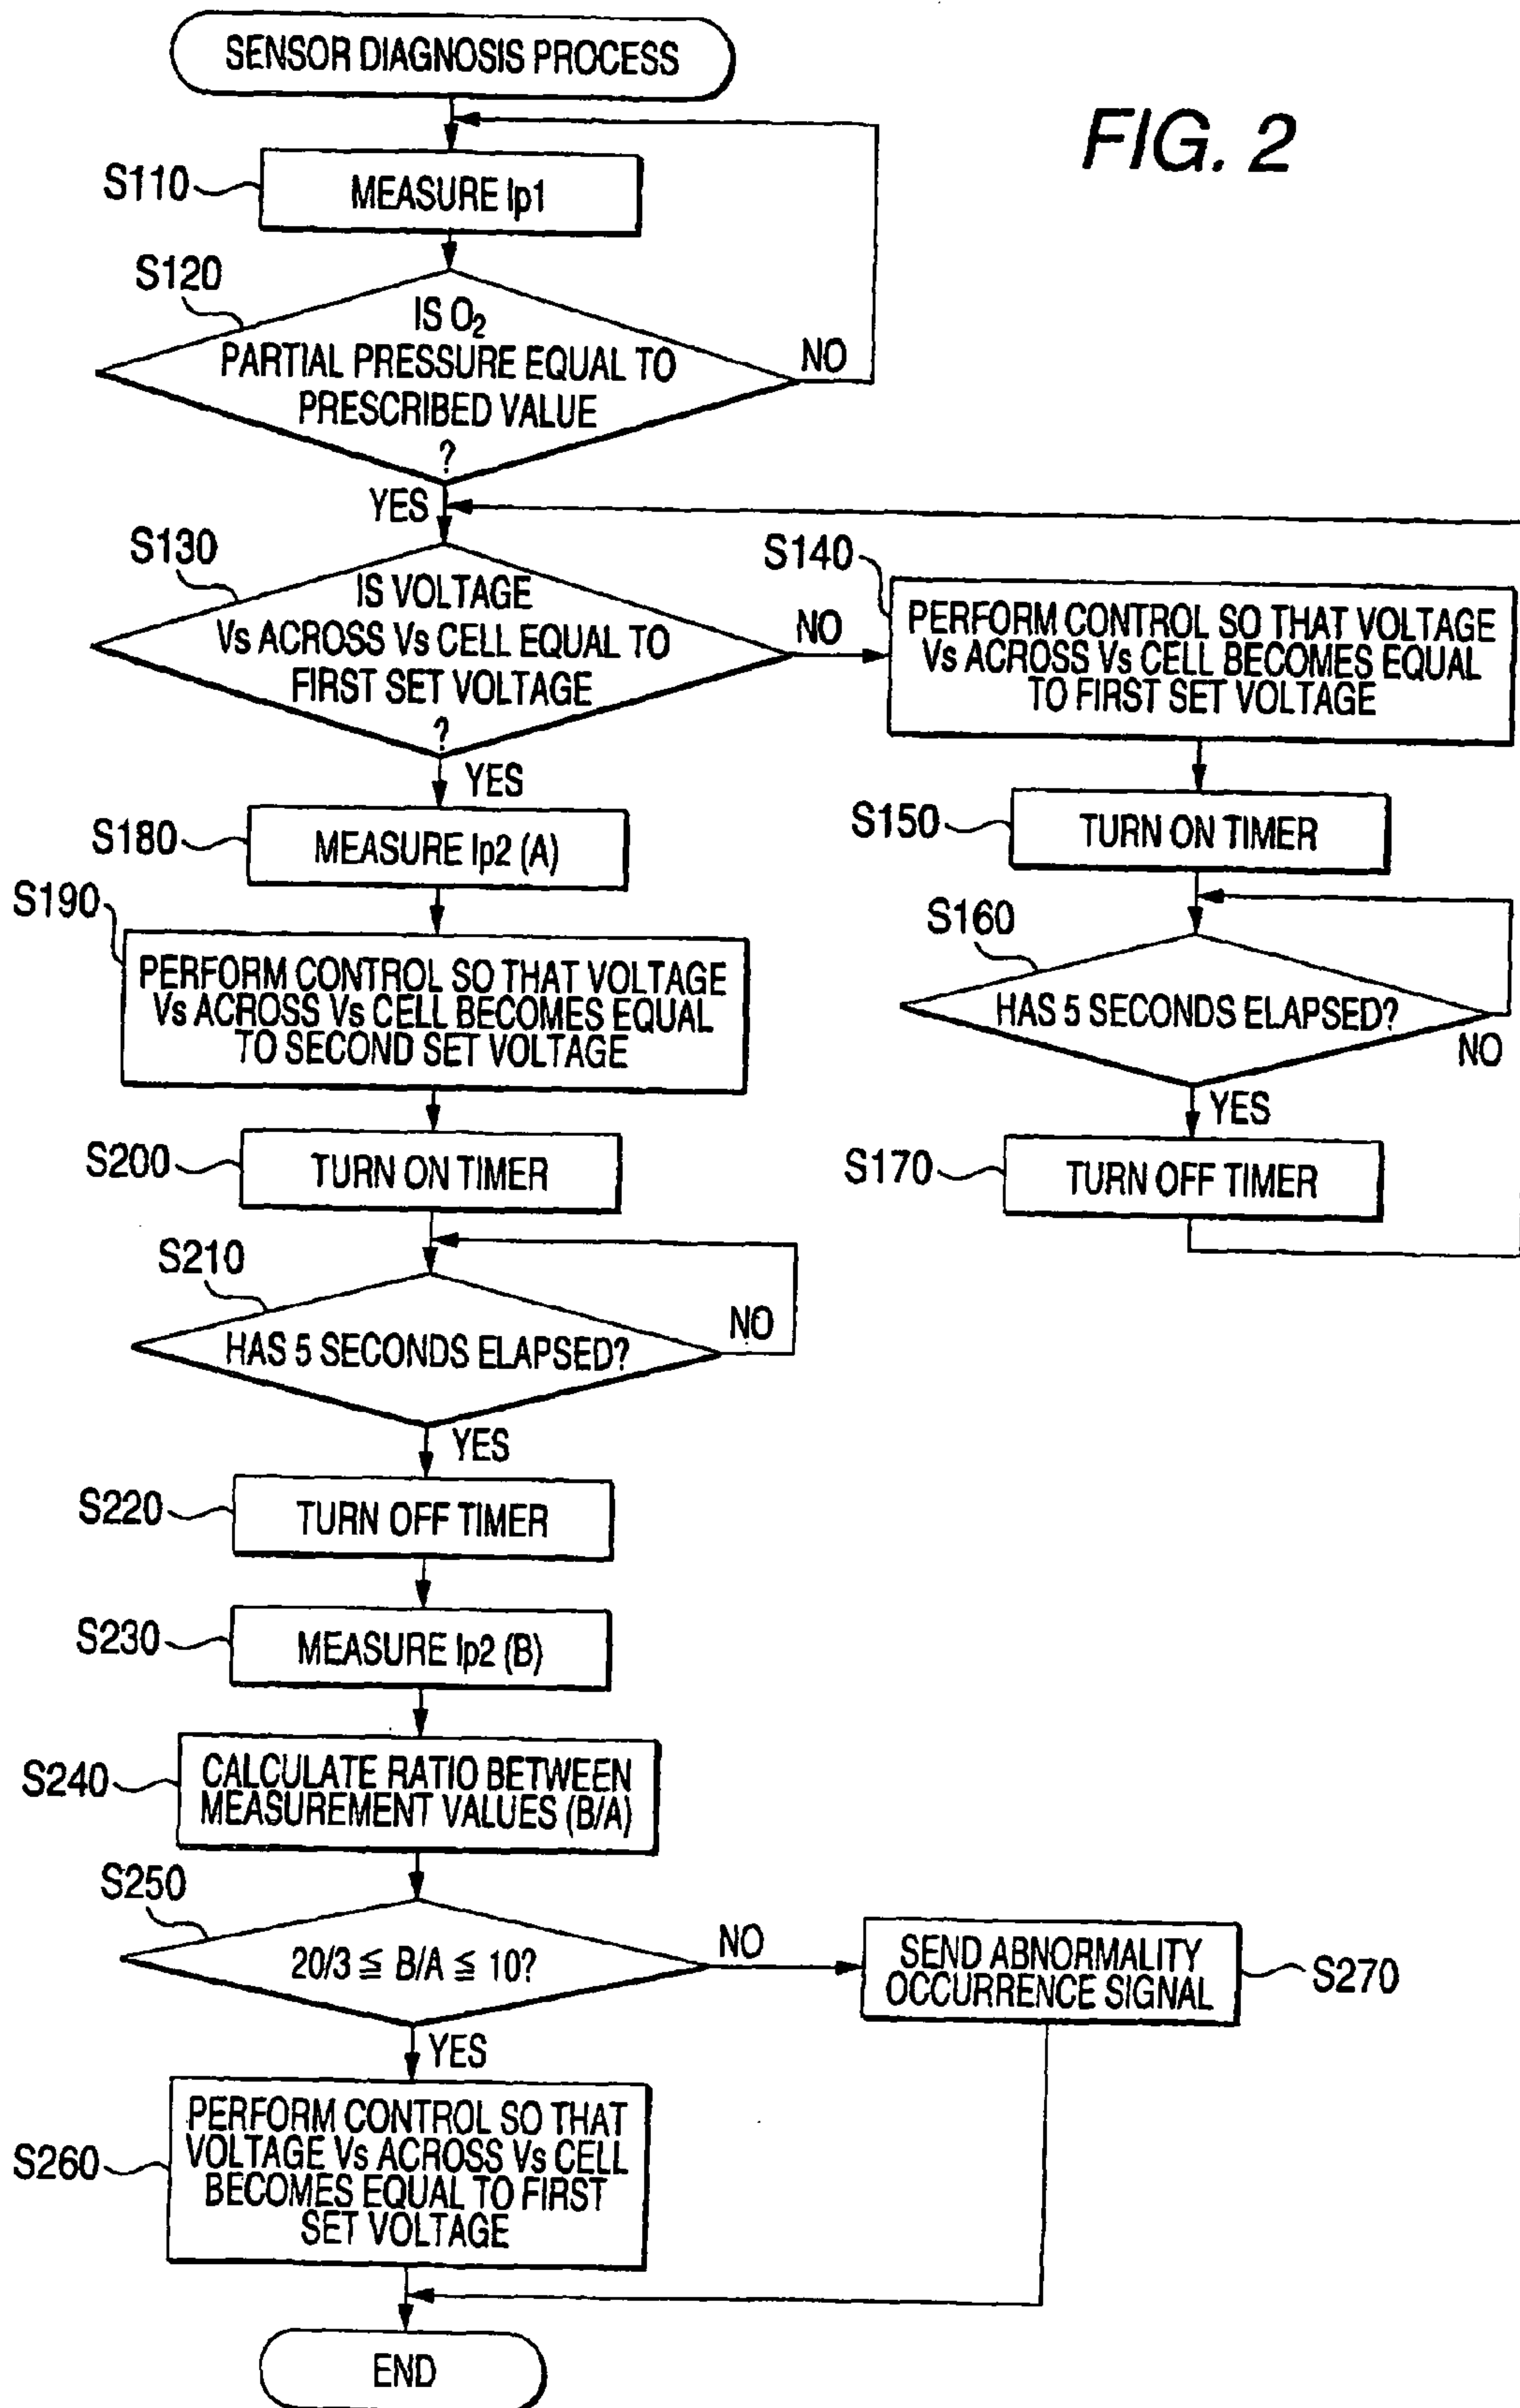 SENSOR DIAGNOSIS PROCESS
FIG. 2
S110
MEASURE Ip1
S120
IS O₂
PARTIAL PRESSURE EQUAL TO
PRESCRIBED VALUE
?
NO
YES
S130
IS VOLTAGE
Vs ACROSS Vs CELL EQUAL TO
FIRST SET VOLTAGE
?
NO
YES
S140
PERFORM CONTROL SO THAT VOLTAGE
Vs ACROSS Vs CELL BECOMES EQUAL
TO FIRST SET VOLTAGE
S150
TURN ON TIMER
S160
HAS 5 SECONDS ELAPSED?
NO
YES
S170
TURN OFF TIMER
S180
MEASURE Ip2 (A)
S190
PERFORM CONTROL SO THAT VOLTAGE
Vs ACROSS Vs CELL BECOMES EQUAL
TO SECOND SET VOLTAGE
S200
TURN ON TIMER
S210
HAS 5 SECONDS ELAPSED?
NO
YES
S220
TURN OFF TIMER
S230
MEASURE Ip2 (B)
S240
CALCULATE RATIO BETWEEN
MEASUREMENT VALUES (B/A)
S250
20/3 ≦ B/A ≦ 10?
NO
YES
SEND ABNORMALITY
OCCURRENCE SIGNAL
S270
S260
PERFORM CONTROL SO THAT
VOLTAGE Vs ACROSS Vs CELL
BECOMES EQUAL TO FIRST
SET VOLTAGE
END